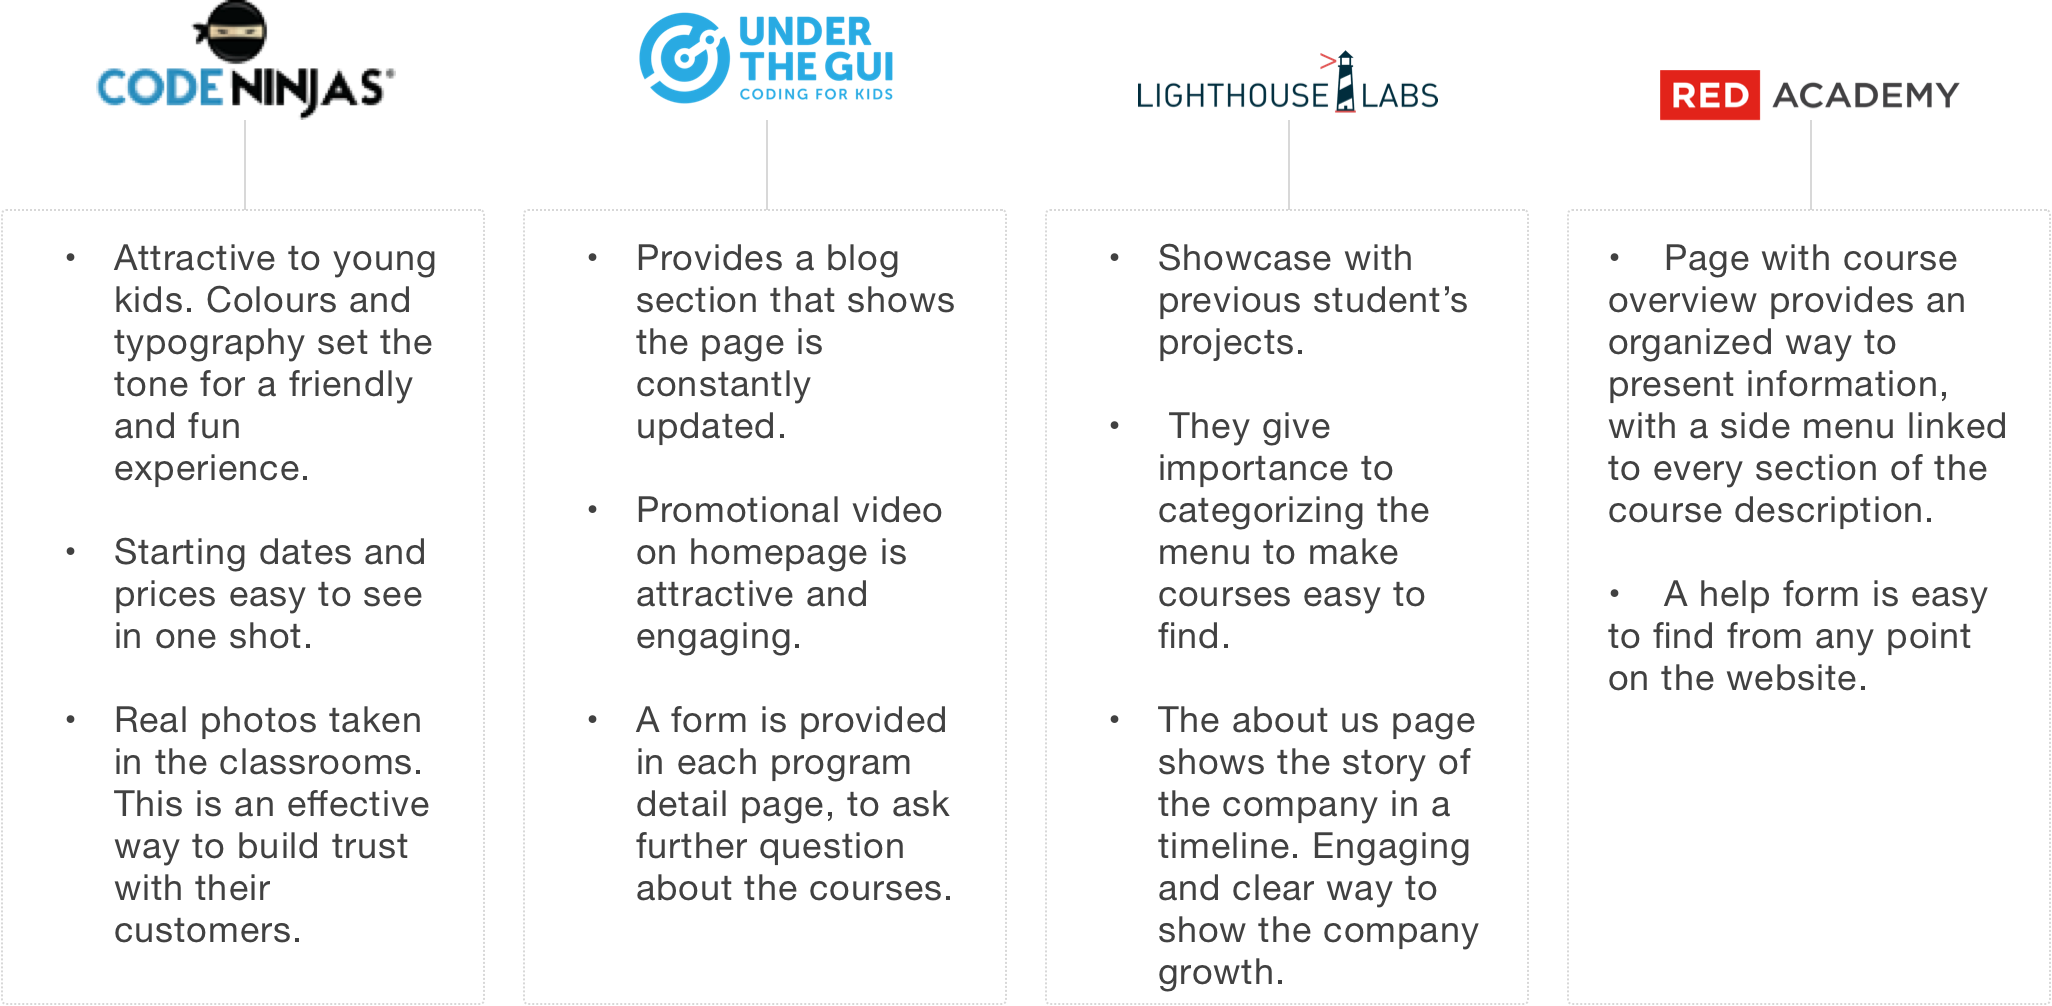 CODE NINJAS®
UNDER
THE GUI
CODING FOR KIDS
LIGHTHOUSE LABS
RED ACADEMY
• Attractive to young
kids. Colours and
typography set the
tone for a friendly
and fun
experience.
• Starting dates and
prices easy to see
in one shot.
• Real photos taken
in the classrooms.
This is an effective
way to build trust
with their
customers.
• Provides a blog
section that shows
the page is
constantly
updated.
• Promotional video
on homepage is
attractive and
engaging.
• A form is provided
in each program
detail page, to ask
further question
about the courses.
• Showcase with
previous student’s
projects.
• They give
importance to
categorizing the
menu to make
courses easy to
find.
• The about us page
shows the story of
the company in a
timeline. Engaging
and clear way to
show the company
growth.
• Page with course
overview provides an
organized way to
present information,
with a side menu linked
to every section of the
course description.
• A help form is easy
to find from any point
on the website.